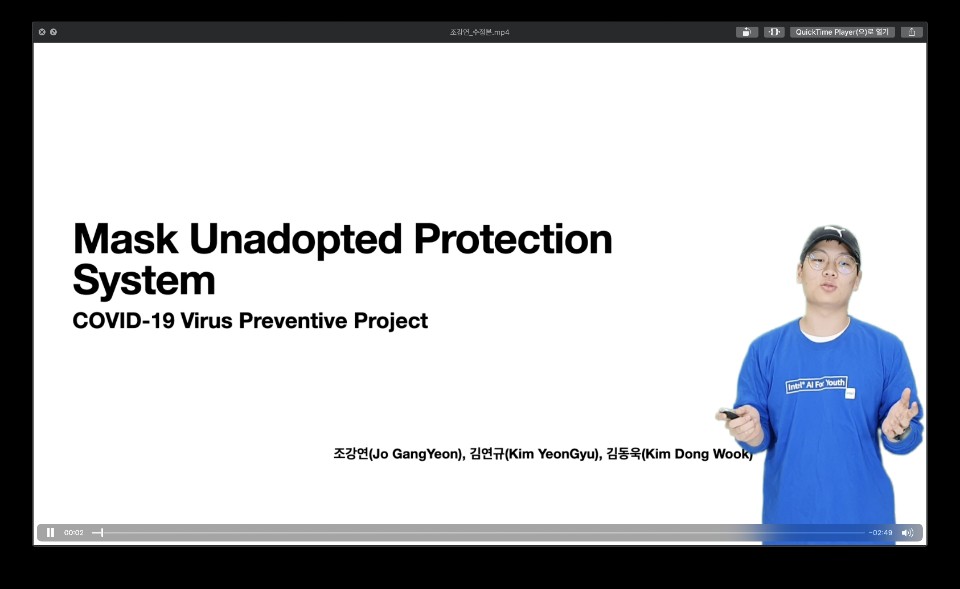 조강연_수정본.mp4
QuickTime Player(으)로 열기
Mask Unadopted Protection
System
COVID-19 Virus Preventive Project
Intel® AI For Youth
조강연(Jo GangYeon), 김연규(Kim YeonGyu), 김동욱(Kim Dong Wook)
00:03
-02:49